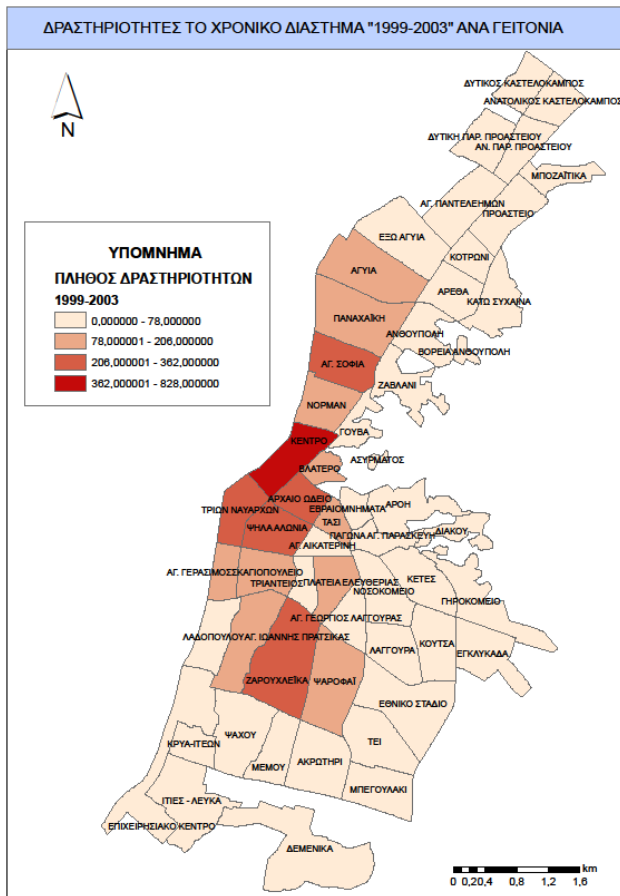 ΔΡΑΣΤΗΡΙΟΤΗΤΕΣ ΤΟ ΧΡΟΝΙΚΟ ΔΙΑΣΤΗΜΑ "1999-2003" ΑΝΑ ΓΕΙΤΟΝΙΑ
N
ΥΠΟΜΝΗΜΑ
ΠΛΗΘΟΣ ΔΡΑΣΤΗΡΙΟΤΗΤΩΝ
1999-2003
0,000000 - 78,000000
78,000001 - 206,000000
206,000001 - 362,000000
362,000001 - 828,000000
ΔΥΤΙΚΟΣ ΚΑΣΤΕΛΟΚΑΜΠΟΣ
ΑΝΑΤΟΛΙΚΟΣ ΚΑΣΤΕΛΟΚΑΜΠΟΣ
ΔΥΤΙΚΗ ΠΑΡ. ΠΡΟΑΣΤΕΙΟΥ
ΑΝ. ΠΑΡ. ΠΡΟΑΣΤΕΙΟΥ
ΜΠΟΖΑΪΤΙΚΑ
ΑΓ. ΠΑΝΤΕΛΕΗΜΩΝ
ΠΡΟΑΣΤΕΙΟ
ΕΞΩ ΑΓΥΙΑ
ΚΟΤΡΩΝΙ
ΑΓΥΙΑ
ΑΡΕΘΑ
ΚΑΤΩ ΣΥΧΑΙΝΑ
ΠΑΝΑΧΑΪΚΗ
ΑΝΘΟΥΠΟΛΗ
ΒΟΡΕΙΑ ΑΝΘΟΥΠΟΛΗ
ΑΓ. ΣΟΦΙΑ
ΖΑΒΛΑΝΙ
ΝΟΡΜΑΝ
ΓΟΥΒΑ
ΚΕΝΤΡΟ
ΑΣΥΡΜΑΤΟΣ
ΒΛΑΤΕΡΟ
ΑΡΧΑΙΟ ΩΔΕΙΟ
ΑΡΟΗ
ΕΒΡΑΙΟΜΝΗΜΑΤΑ
ΤΡΙΩΝ ΝΑΥΑΡΧΩΝ
ΨΗΛΑ ΑΛΩΝΙΑ
ΤΑΣΙ
ΔΙΑΚΟΥ
ΠΑΓΩΝΑ
ΑΓ. ΠΑΡΑΣΚΕΥΗ
ΑΓ. ΑΙΚΑΤΕΡΙΝΗ
ΑΓ. ΓΕΡΑΣΙΜΟΣ
ΣΚΑΓΙΟΠΟΥΛΕΙΟ
ΤΡΙΑΝΤΕΙΟΣ
ΠΛΑΤΕΙΑ ΕΛΕΥΘΕΡΙΑΣ
ΚΕΤΕΣ
ΝΟΣΟΚΟΜΕΙΟ
ΓΗΡΟΚΟΜΕΙΟ
ΑΓ. ΓΕΩΡΓΙΟΣ ΛΑΓΓΟΥΡΑΣ
ΛΑΔΟΠΟΥΛΟΥ
ΑΓ. ΙΩΑΝΝΗΣ ΠΡΑΤΣΙΚΑΣ
ΛΑΓΓΟΥΡΑ
ΚΟΥΤΣΑ
ΕΓΛΥΚΑΔΑ
ΖΑΡΟΥΧΛΕΪΚΑ
ΨΑΡΟΦΑΪ
ΕΘΝΙΚΟ ΣΤΑΔΙΟ
ΨΑΧΟΥ
ΚΡΥΑ-ΙΤΕΩΝ
ΤΕΙ
ΜΕΜΟΥ
ΑΚΡΩΤΗΡΙ
ΜΠΕΓΟΥΛΑΚΙ
ΙΤΙΕΣ - ΛΕΥΚΑ
ΕΠΙΧΕΙΡΗΣΙΑΚΟ ΚΕΝΤΡΟ
ΔΕΜΕΝΙΚΑ
0 0,20,4 0,8 1,2 1,6
km